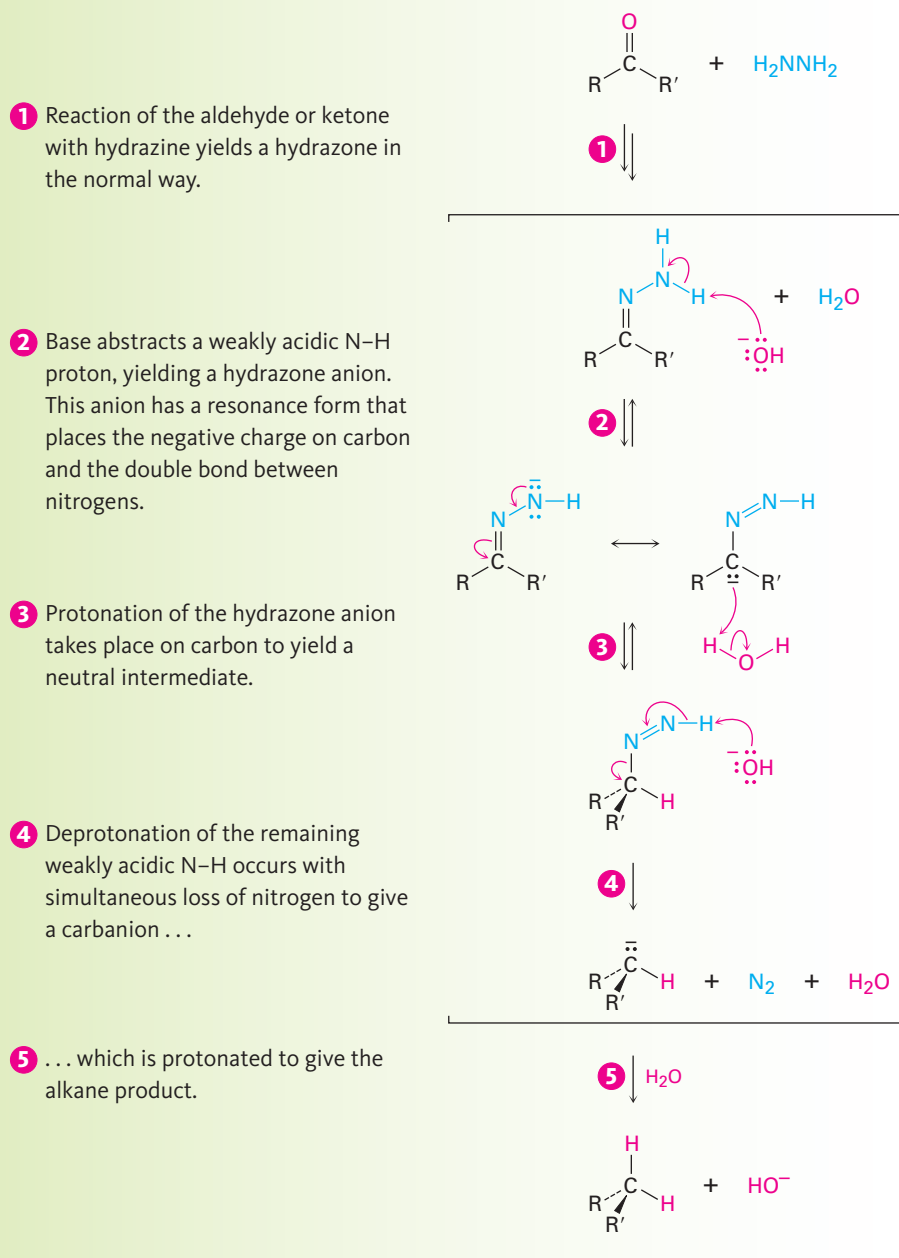 O
C
R R′ + H₂NNH₂
1 Reaction of the aldehyde or ketone
with hydrazine yields a hydrazone in
the normal way.
1
H
N
N H + H₂O
C
R R′
− :OH
2 Base abstracts a weakly acidic N–H
proton, yielding a hydrazone anion.
This anion has a resonance form that
places the negative charge on carbon
and the double bond between
nitrogens.
2
− N H
N
C
R R′
N H
N
C
R − R′
3 Protonation of the hydrazone anion
takes place on carbon to yield a
neutral intermediate.
3
H O H
N H
N
C
R H
R′
− :OH
4 Deprotonation of the remaining
weakly acidic N–H occurs with
simultaneous loss of nitrogen to give
a carbanion . . .
4
−
C
R H + N₂ + H₂O
R′
5 . . . which is protonated to give the
alkane product.
5 H₂O
H
C
R H + HO⁻
R′